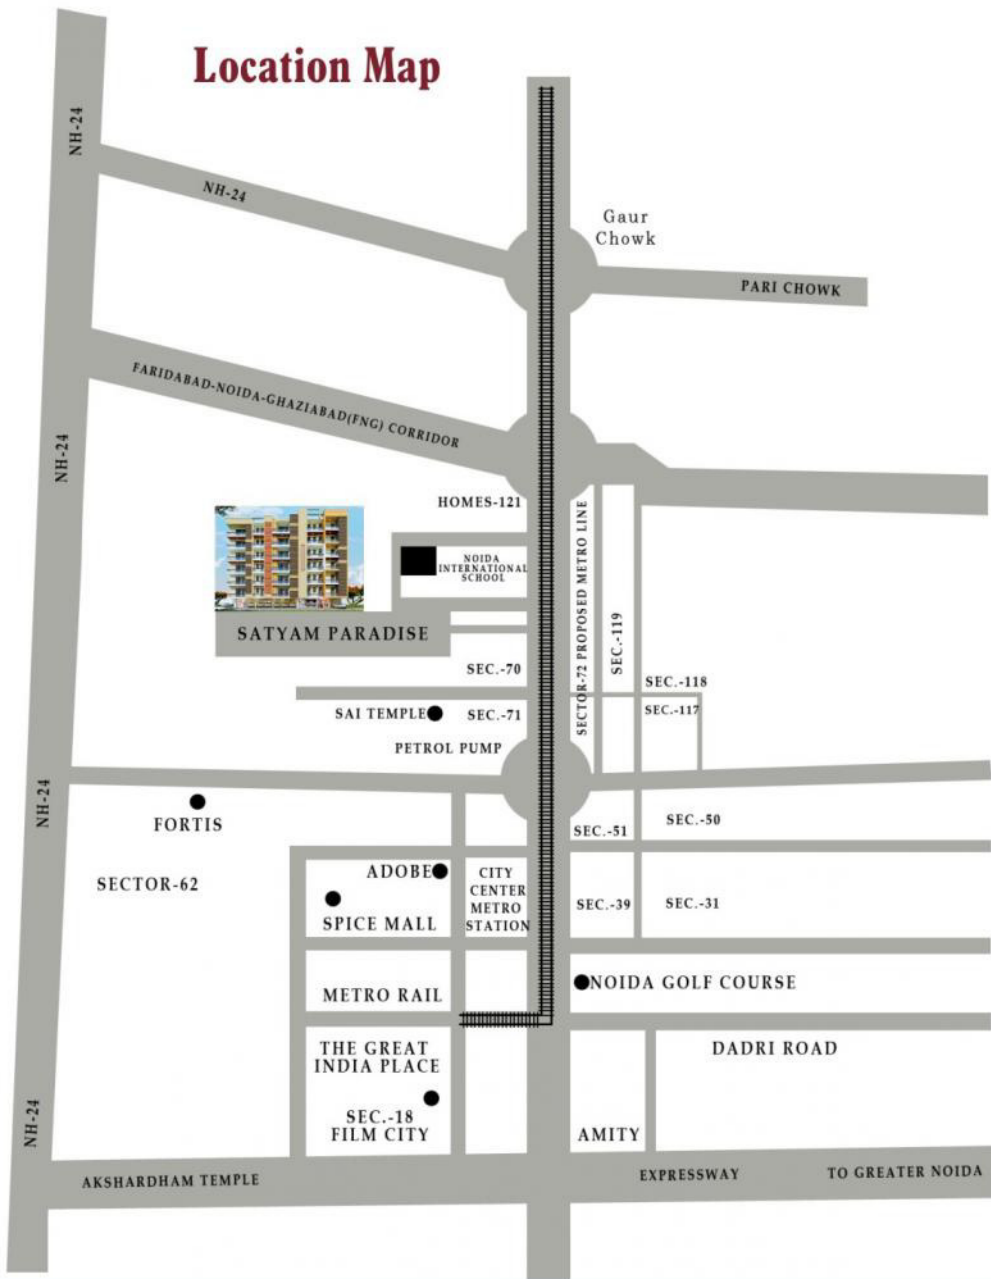 Location Map
NH-24
NH-24
Gaur
Chowk
PARI CHOWK
FARIDABAD-NOIDA-GHAZIABAD(FNG) CORRIDOR
NH-24
HOMES-121
NOIDA
INTERNATIONAL
SCHOOL
SECTOR-72 PROPOSED METRO LINE
SEC.-119
SATYAM PARADISE
SEC.-70
SEC.-118
SAI TEMPLE
SEC.-71
SEC.-117
PETROL PUMP
NH-24
FORTIS
SEC.-51
SEC.-50
SECTOR-62
ADOBE
CITY
CENTER
METRO
STATION
SPICE MALL
SEC.-39
SEC.-31
METRO RAIL
NOIDA GOLF COURSE
THE GREAT
INDIA PLACE
DADRI ROAD
NH-24
SEC.-18
FILM CITY
AMITY
AKSHARDHAM TEMPLE
EXPRESSWAY
TO GREATER NOIDA